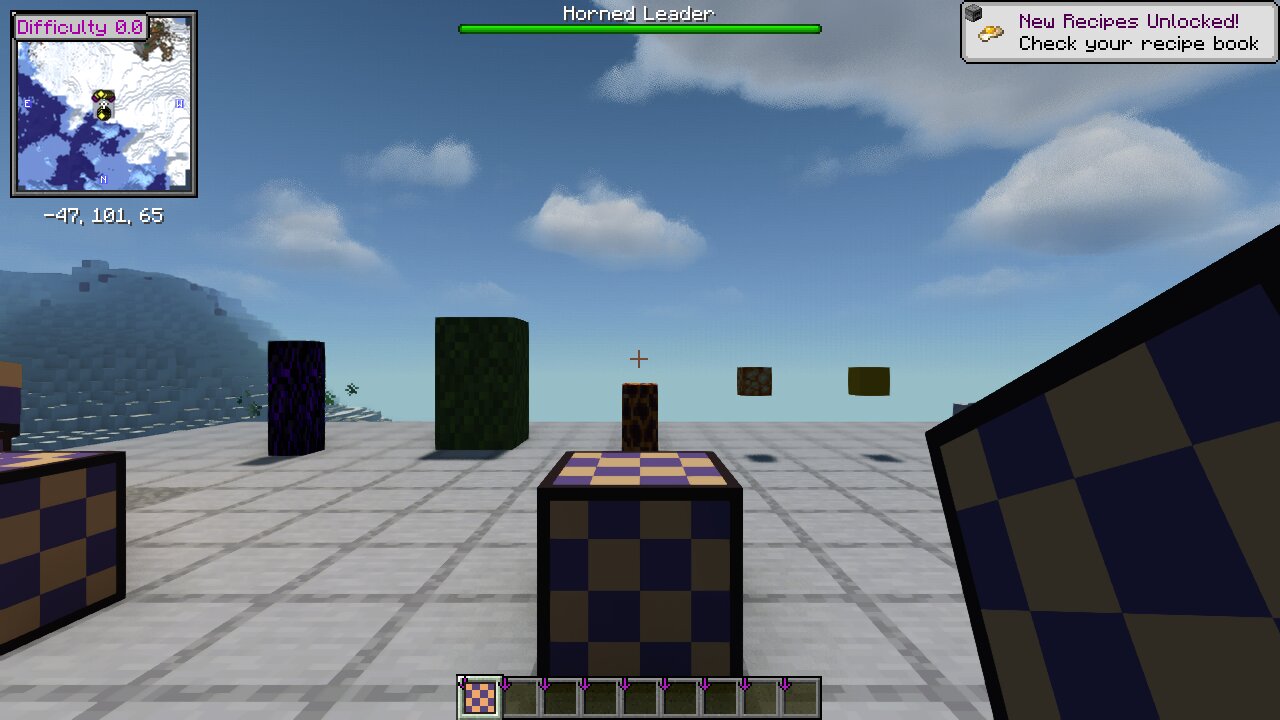 Horned Leader
Difficulty 0.0
New Recipes Unlocked!
Check your recipe book
E
W
N
-47, 101, 65